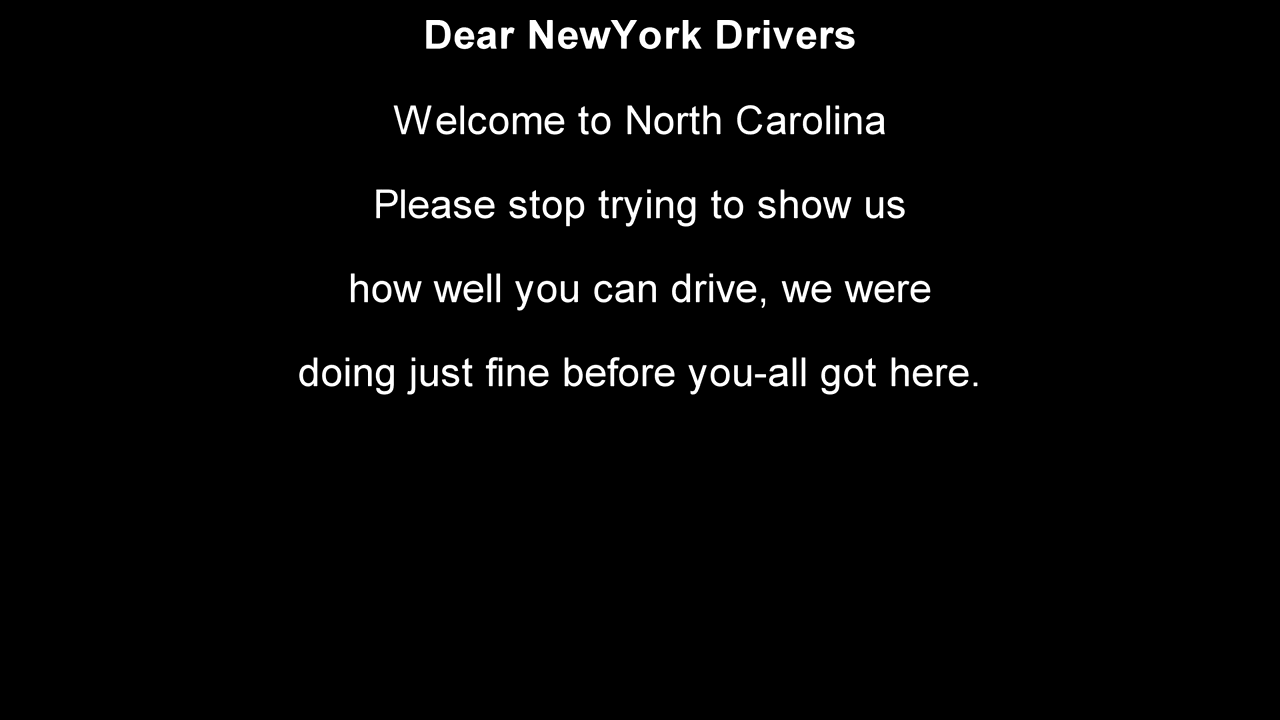 Dear NewYork Drivers
Welcome to North Carolina
Please stop trying to show us
how well you can drive, we were
doing just fine before you-all got here.